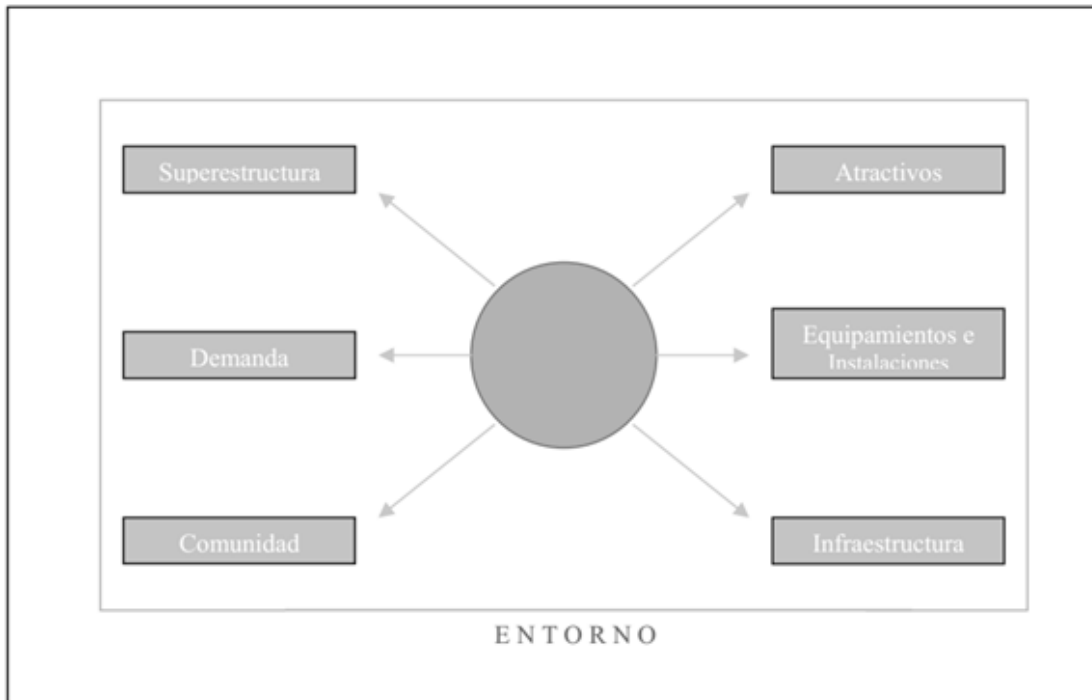 Superestructura
Atractivos
Demanda
Equipamientos e
Instalaciones
Comunidad
Infraestructura
ENTORNO